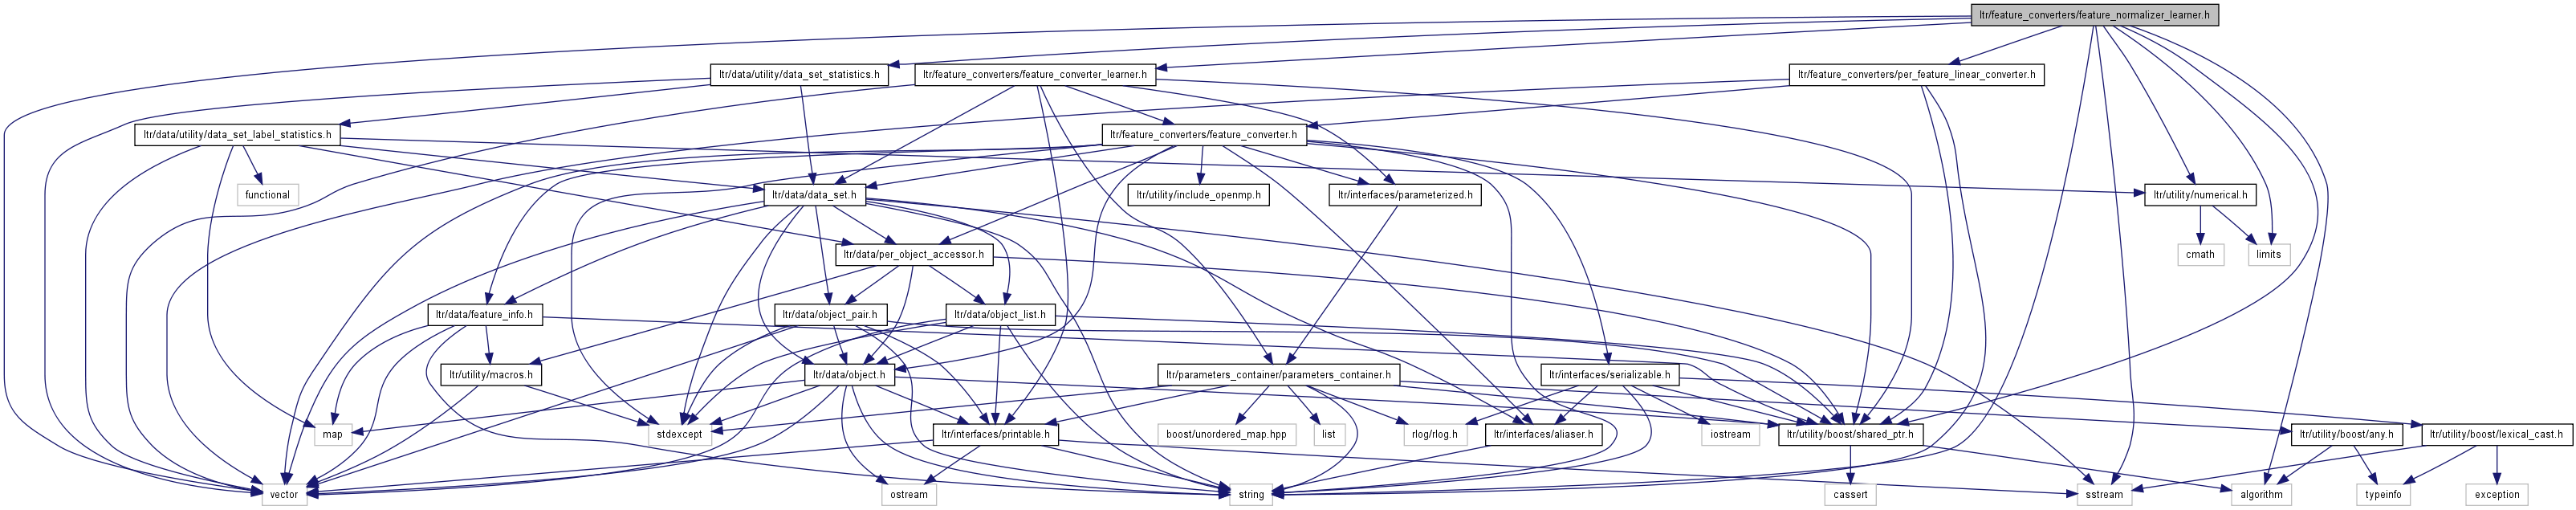 ltr/feature_converters/feature_normalizer_learner.h
ltr/data/utility/data_set_statistics.h
ltr/feature_converters/feature_converter_learner.h
ltr/feature_converters/per_feature_linear_converter.h
ltr/data/utility/data_set_label_statistics.h
ltr/feature_converters/feature_converter.h
functional
ltr/data/data_set.h
ltr/utility/include_openmp.h
ltr/interfaces/parameterized.h
ltr/utility/numerical.h
ltr/data/per_object_accessor.h
cmath
limits
ltr/data/feature_info.h
ltr/data/object_pair.h
ltr/data/object_list.h
ltr/utility/macros.h
ltr/data/object.h
ltr/parameters_container/parameters_container.h
ltr/interfaces/serializable.h
map
stdexcept
ltr/interfaces/printable.h
boost/unordered_map.hpp
list
rlog/rlog.h
ltr/interfaces/aliaser.h
iostream
ltr/utility/boost/shared_ptr.h
ltr/utility/boost/any.h
ltr/utility/boost/lexical_cast.h
vector
ostream
string
cassert
sstream
algorithm
typeinfo
exception